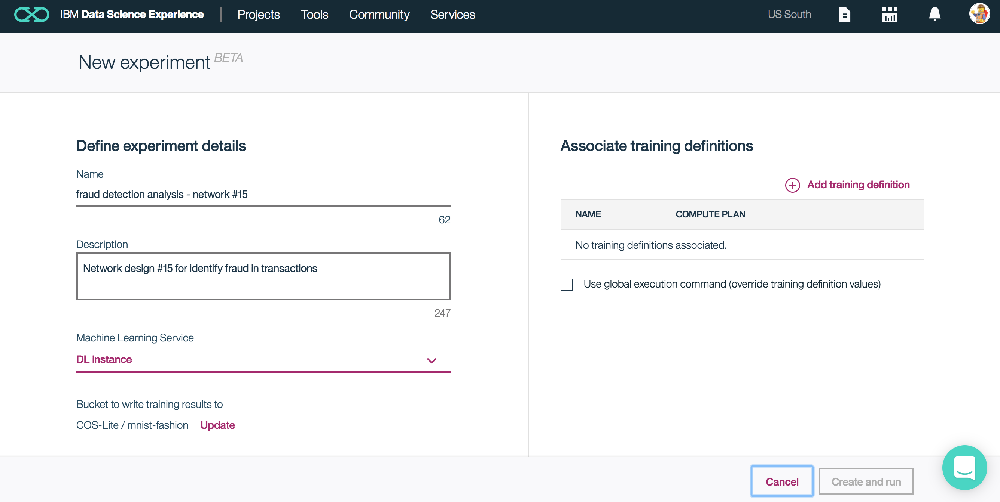 IBM Data Science Experience
Projects
Tools
Community
Services
US South
New experiment BETA
Define experiment details
Name
fraud detection analysis - network #15
62
Description
Network design #15 for identify fraud in transactions
247
Machine Learning Service
DL instance
Bucket to write training results to
COS-Lite / mnist-fashion Update
Associate training definitions
Add training definition
NAME COMPUTE PLAN
No training definitions associated.
Use global execution command (override training definition values)
Cancel
Create and run